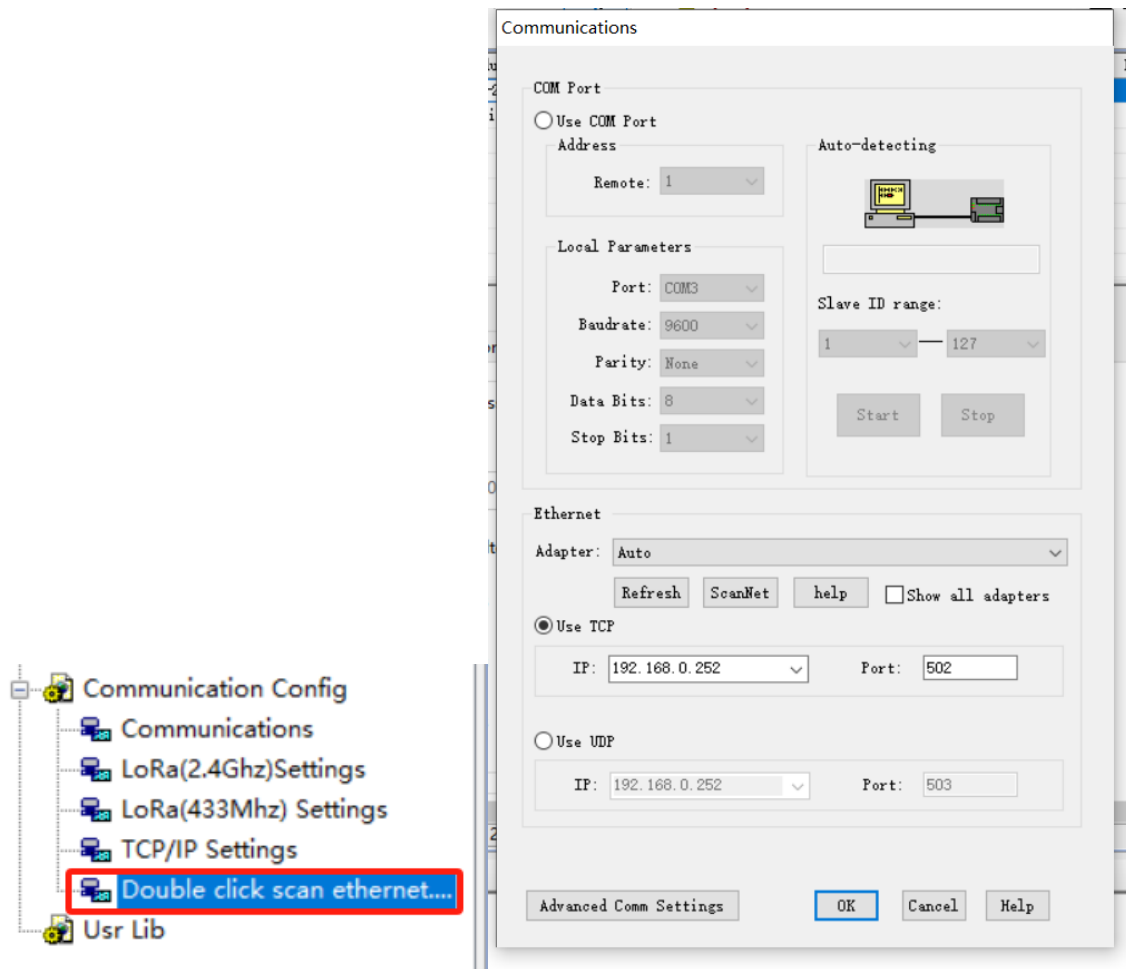 Communications
COM Port
Use COM Port
Address
Remote: 1
Local Parameters
Port: COM3
Baudrate: 9600
Parity: None
Data Bits: 8
Stop Bits: 1
Auto-detecting
Slave ID range:
1 — 127
Start Stop
Ethernet
Adapter: Auto
Refresh ScanNet help Show all adapters
Use TCP
IP: 192.168.0.252 Port: 502
Use UDP
IP: 192.168.0.252 Port: 503
Advanced Comm Settings OK Cancel Help
Communication Config
Communications
LoRa(2.4Ghz)Settings
LoRa(433Mhz) Settings
TCP/IP Settings
Double click scan ethernet....
Usr Lib